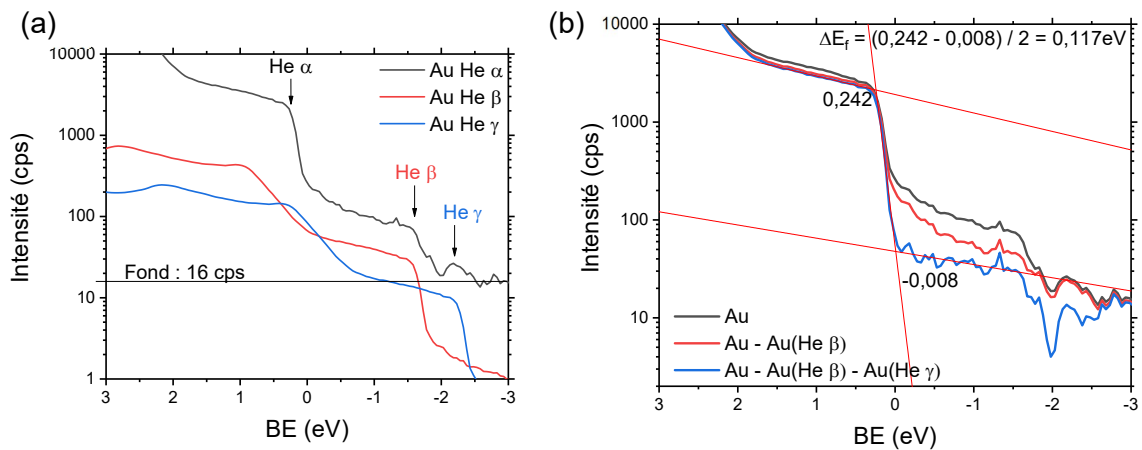 (a)
10000
1000
100
10
1
Intensité (cps)
He α
Au He α
Au He β
Au He γ
He β
He γ
Fond : 16 cps
3
2
1
0
-1
-2
-3
BE (eV)
(b)
10000
1000
100
10
Intensité (cps)
ΔE_f = (0,242 - 0,008) / 2 = 0,117eV
0,242
-0,008
Au
Au - Au(He β)
Au - Au(He β) - Au(He γ)
3
2
1
0
-1
-2
-3
BE (eV)